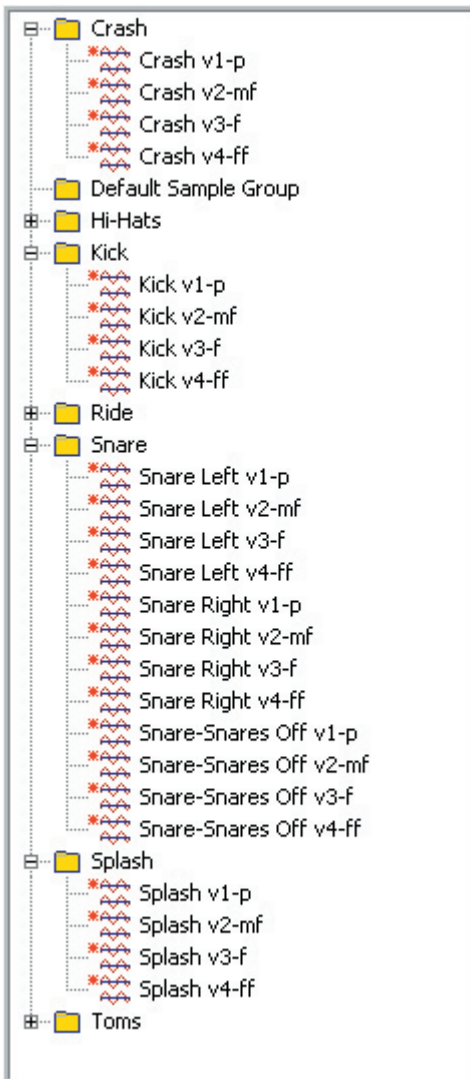 Crash
Crash v1-p
Crash v2-mf
Crash v3-f
Crash v4-ff
Default Sample Group
Hi-Hats
Kick
Kick v1-p
Kick v2-mf
Kick v3-f
Kick v4-ff
Ride
Snare
Snare Left v1-p
Snare Left v2-mf
Snare Left v3-f
Snare Left v4-ff
Snare Right v1-p
Snare Right v2-mf
Snare Right v3-f
Snare Right v4-ff
Snare-Snares Off v1-p
Snare-Snares Off v2-mf
Snare-Snares Off v3-f
Snare-Snares Off v4-ff
Splash
Splash v1-p
Splash v2-mf
Splash v3-f
Splash v4-ff
Toms